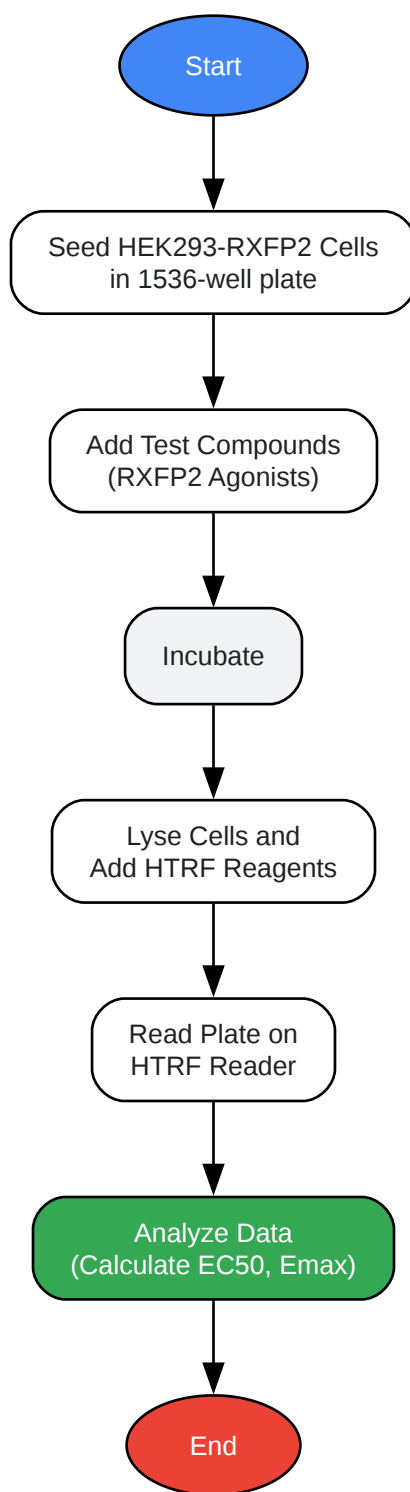 Start
Seed HEK293-RXFP2 Cells
in 1536-well plate
Add Test Compounds
(RXFP2 Agonists)
Incubate
Lyse Cells and
Add HTRF Reagents
Read Plate on
HTRF Reader
Analyze Data
(Calculate EC50, Emax)
End